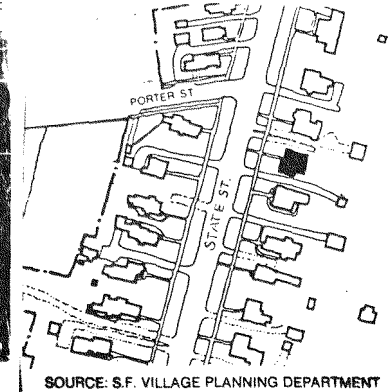 PORTER ST
STATE ST.
SOURCE: S.F. VILLAGE PLANNING DEPARTMENT